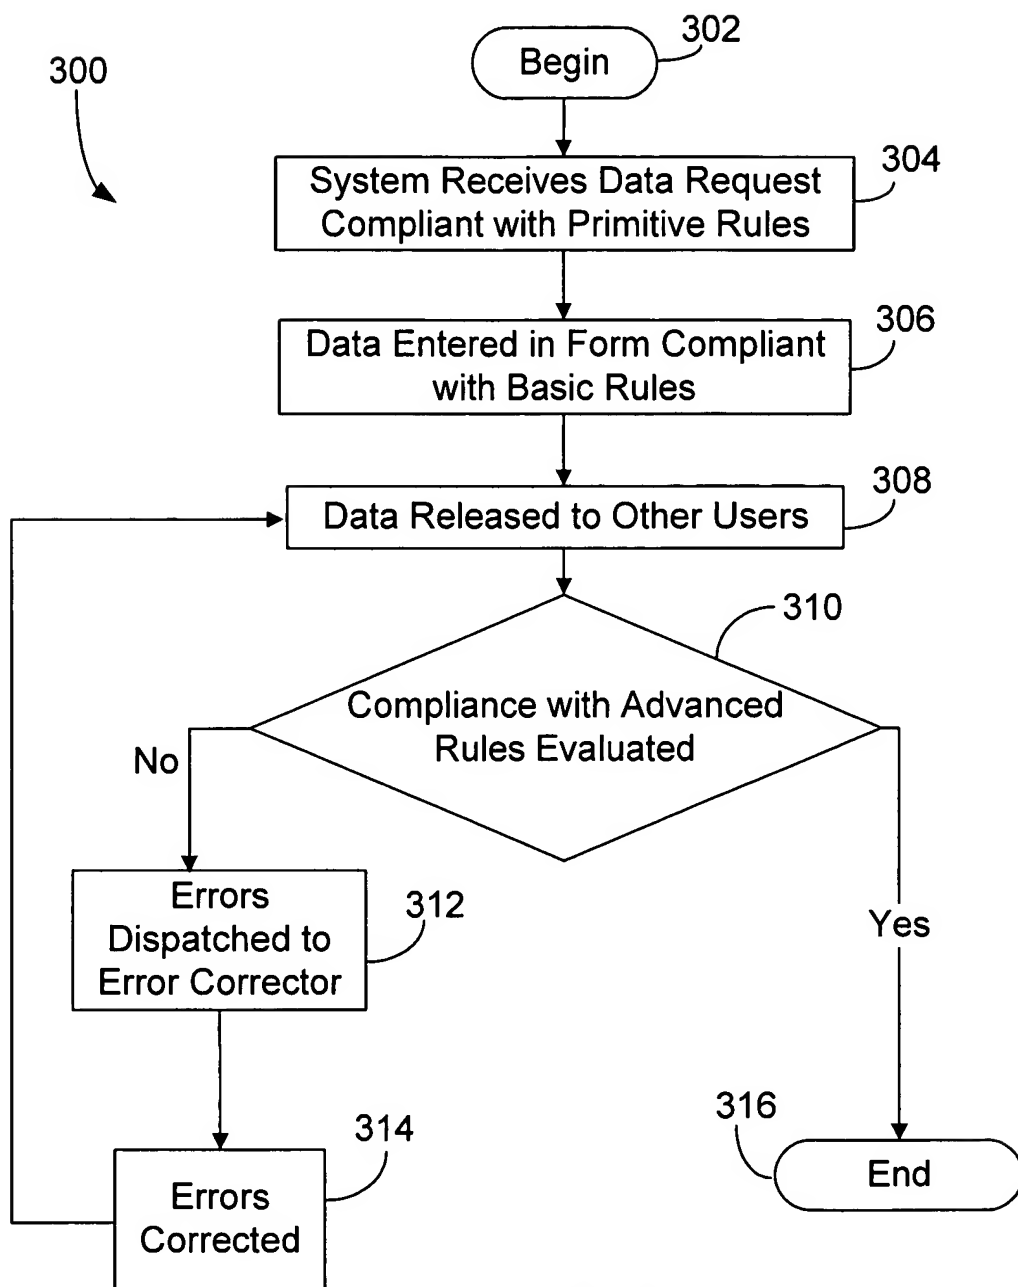 302
Begin
300
304
System Receives Data Request
Compliant with Primitive Rules
306
Data Entered in Form Compliant
with Basic Rules
308
Data Released to Other Users
310
Compliance with Advanced
Rules Evaluated
No
Yes
Errors
Dispatched to
Error Corrector
312
314
Errors
Corrected
316
End